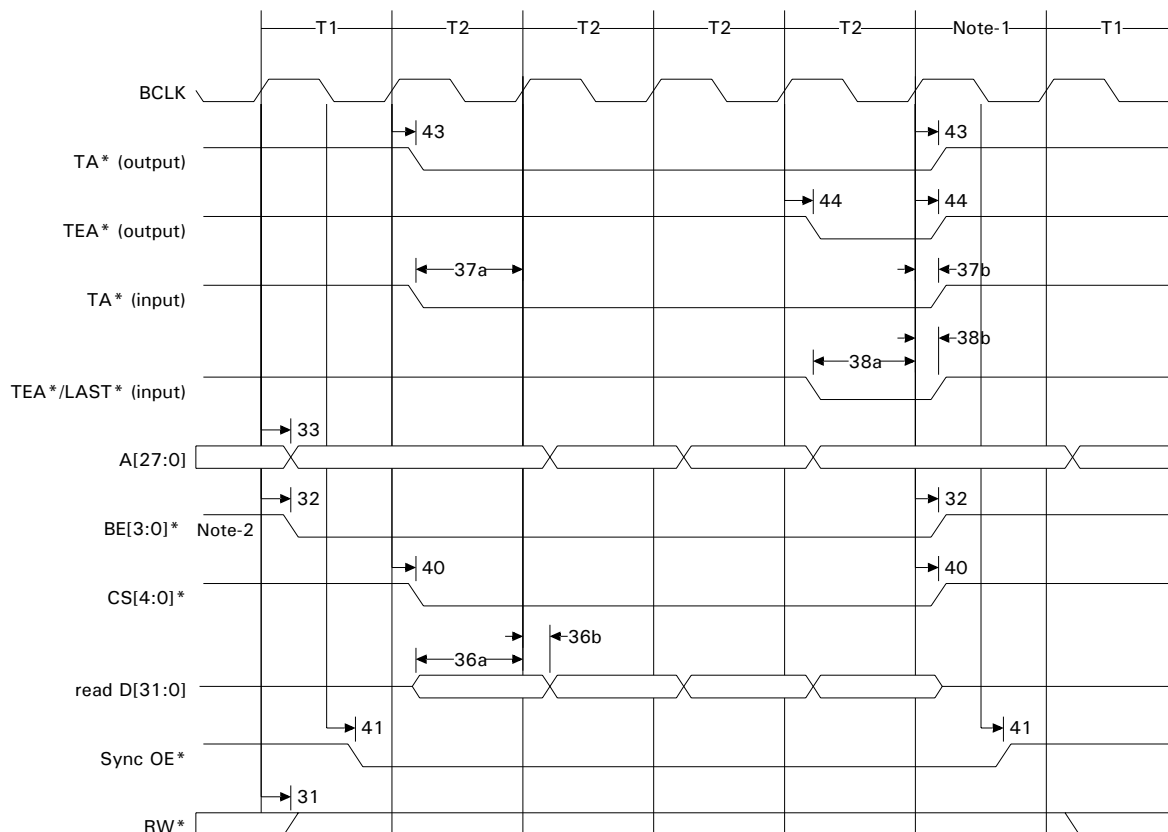 T1 T2 T2 T2 T2 Note-1 T1
BCLK
43 43
TA* (output)
44 44
TEA* (output)
37a 37b
TA* (input)
38b
38a
TEA*/LAST* (input)
33
A[27:0]
32 32
BE[3:0]* Note-2
40 40
CS[4:0]*
36b
36a
read D[31:0]
41 41
Sync OE*
31
RW*